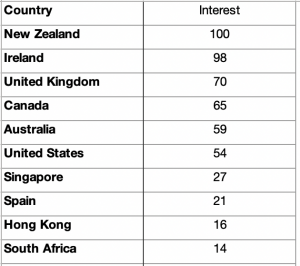 Country Interest
New Zealand 100
Ireland 98
United Kingdom 70
Canada 65
Australia 59
United States 54
Singapore 27
Spain 21
Hong Kong 16
South Africa 14